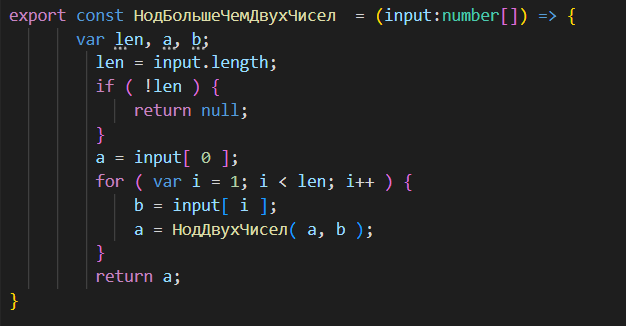 export const НодБольшеЧемДвухЧисел  = (input:number[]) => {
var len, a, b;
len = input.length;
if ( !len ) {
return null;
}
a = input[ 0 ];
for ( var i = 1; i < len; i++ ) {
b = input[ i ];
a = НодДвухЧисел( a, b );
}
return a;
}